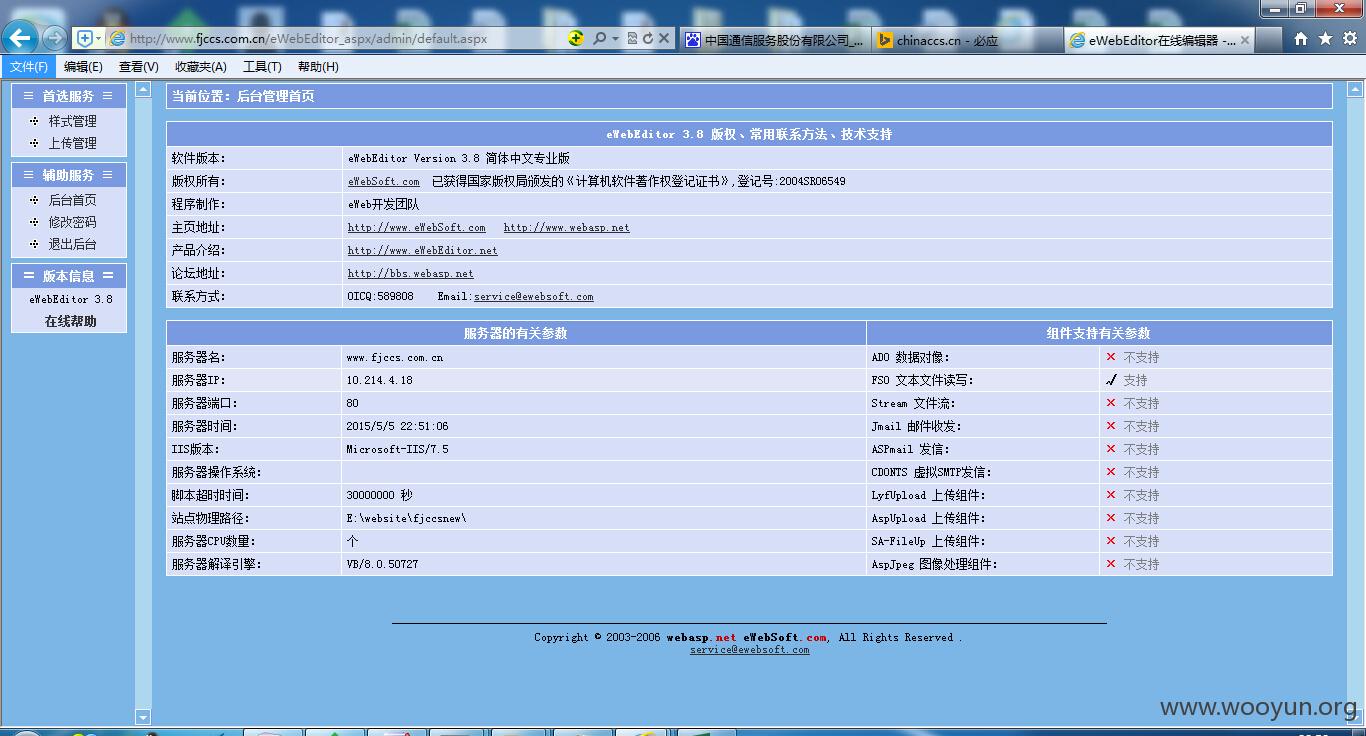 http://www.fjccs.com.cn/eWebEditor_aspx/admin/default.aspx
中国通信服务股份有限公司_...
chinaccs.cn - 必应
eWebEditor在线编辑器 -...
文件(F) 编辑(E) 查看(V) 收藏夹(A) 工具(T) 帮助(H)
首选服务
样式管理
上传管理
辅助服务
后台首页
修改密码
退出后台
版本信息
eWebEditor 3.8
在线帮助
当前位置: 后台管理首页
eWebEditor 3.8 版权、常用联系方法、技术支持
软件版本: eWebEditor Version 3.8 简体中文专业版
版权所有: eWebSoft.com 已获得国家版权局颁发的《计算机软件著作权登记证书》,登记号:2004SR06549
程序制作: eWeb开发团队
主页地址: http://www.eWebSoft.com http://www.webasp.net
产品介绍: http://www.eWebEditor.net
论坛地址: http://bbs.webasp.net
联系方式: OICQ:589808 Email:service@ewebsoft.com
服务器的有关参数
服务器名: www.fjccs.com.cn
服务器IP: 10.214.4.18
服务器端口: 80
服务器时间: 2015/5/5 22:51:06
IIS版本: Microsoft-IIS/7.5
服务器操作系统:
脚本超时时间: 30000000 秒
站点物理路径: E:\website\fjccsnew\
服务器CPU数量: 个
服务器解译引擎: VB/8.0.50727
组件支持有关参数
ADO 数据对像: × 不支持
FSO 文本文件读写: ✓ 支持
Stream 文件流: × 不支持
Jmail 邮件收发: × 不支持
ASPmail 发信: × 不支持
CDONTS 虚拟SMTP发信: × 不支持
LyfUpload 上传组件: × 不支持
AspUpload 上传组件: × 不支持
SA-FileUp 上传组件: × 不支持
AspJpeg 图像处理组件: × 不支持
Copyright © 2003-2006 webasp.net eWebSoft.com, All Rights Reserved .
service@ewebsoft.com
www.wooyun.org